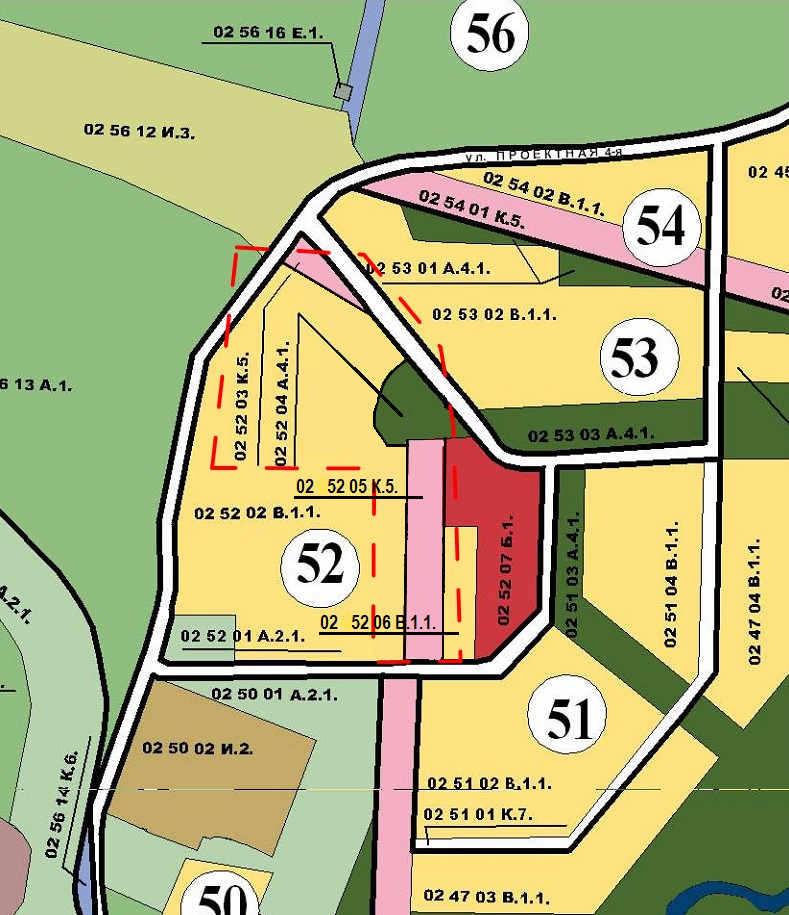 02 56 16 Е.1.
56
02 56 12 И.3.
ул. ПРОЕКТНАЯ 4-я
02 45
02 54 02 В.1.1.
02 54 01 К.5.
54
02 53 01 А.4.1.
02
02 53 02 В.1.1.
53
6 13 А.1.
02 52 03 К.5.
02 52 04 А.4.1.
02 53 03 А.4.1.
02 52 05 К.5.
02 52 02 В.1.1.
52
02 52 07 Б.1.
02 51 03 А.4.1.
02 51 04 В.1.1.
02 47 04 В.1.1.
А.2.1.
02 52 06 В.1.1.
02 52 01 А.2.1.
02 50 01 А.2.1.
51
02 50 02 И.2.
02 56 14 К.6.
02 51 02 В.1.1.
02 51 01 К.7.
50
02 47 03 В.1.1.